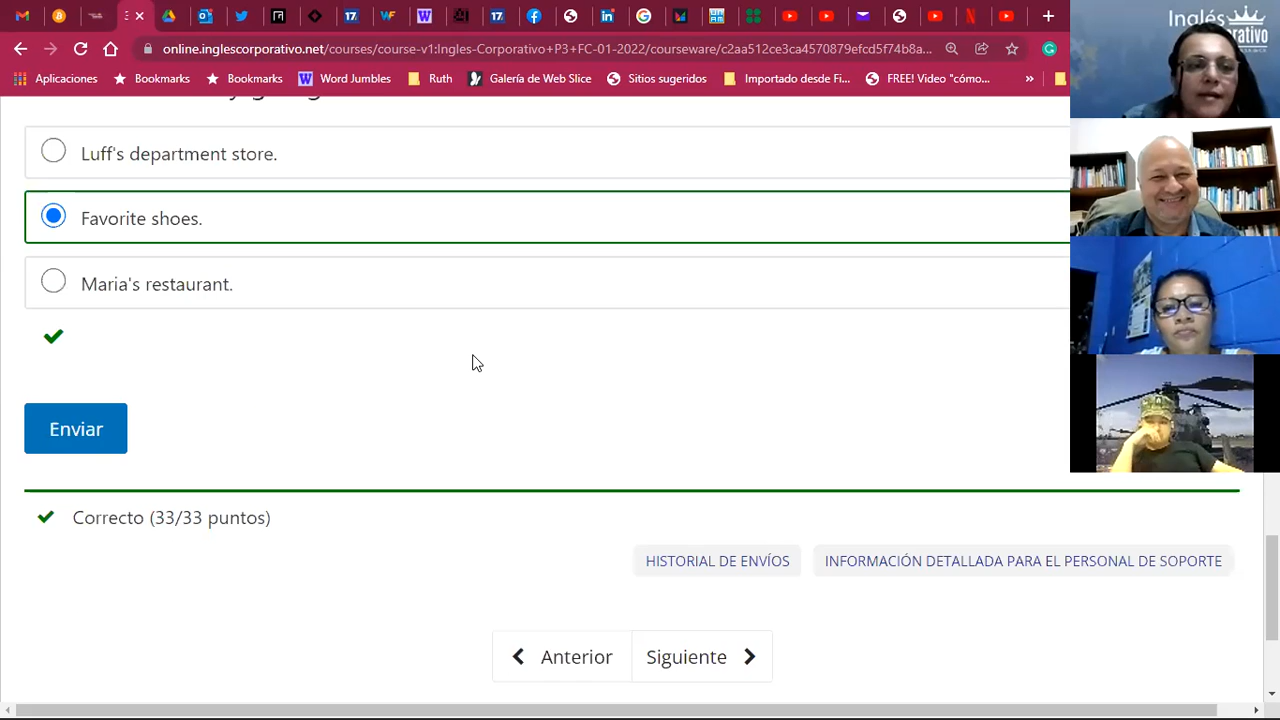 online.inglescorporativo.net/courses/course-v1:Ingles-Corporativo+P3+FC-01-2022/courseware/c2aa512ce3ca4570879efcd5f74b8a...
Aplicaciones Bookmarks Bookmarks Word Jumbles Ruth Galería de Web Slice Sitios sugeridos Importado desde Fi... FREE! Video "cómo... »
Inglés
Luff's department store.
Favorite shoes.
Maria's restaurant.
Enviar
Correcto (33/33 puntos)
HISTORIAL DE ENVÍOS INFORMACIÓN DETALLADA PARA EL PERSONAL DE SOPORTE
Anterior Siguiente